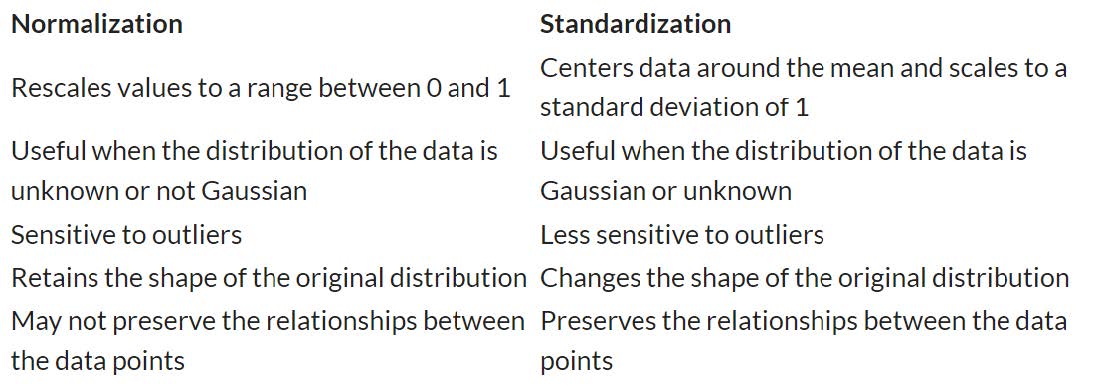 Normalization
Standardization
Rescales values to a range between 0 and 1
Centers data around the mean and scales to a
standard deviation of 1
Useful when the distribution of the data is
unknown or not Gaussian
Useful when the distribution of the data is
Gaussian or unknown
Sensitive to outliers
Less sensitive to outliers
Retains the shape of the original distribution
Changes the shape of the original distribution
May not preserve the relationships between
the data points
Preserves the relationships between the data
points